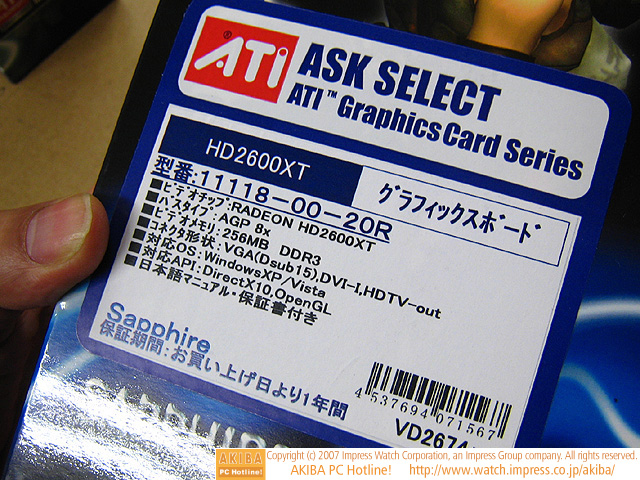 ATI®
ASK SELECT
ATI™ Graphics Card Series
HD2600XT
グラフィックスボード
型番:11118-00-20R
■ビデオチップ:RADEON HD2600XT
■バスタイプ:AGP 8x
■ビデオメモリ:256MB DDR3
■コネクタ形状:VGA(Dsub15),DVI-I,HDTV-out
■対応OS:WindowsXP/Vista
■対応API:DirectX10,OpenGL
■日本語マニュアル・保証書付き
Sapphire
保証期間:お買い上げ日より1年間
4 537694 071567
AKIBA PC Hotline!
Copyright (c) 2007 Impress Watch Corporation, an Impress Group company. All rights reserved.
AKIBA PC Hotline! http://www.watch.impress.co.jp/akiba/